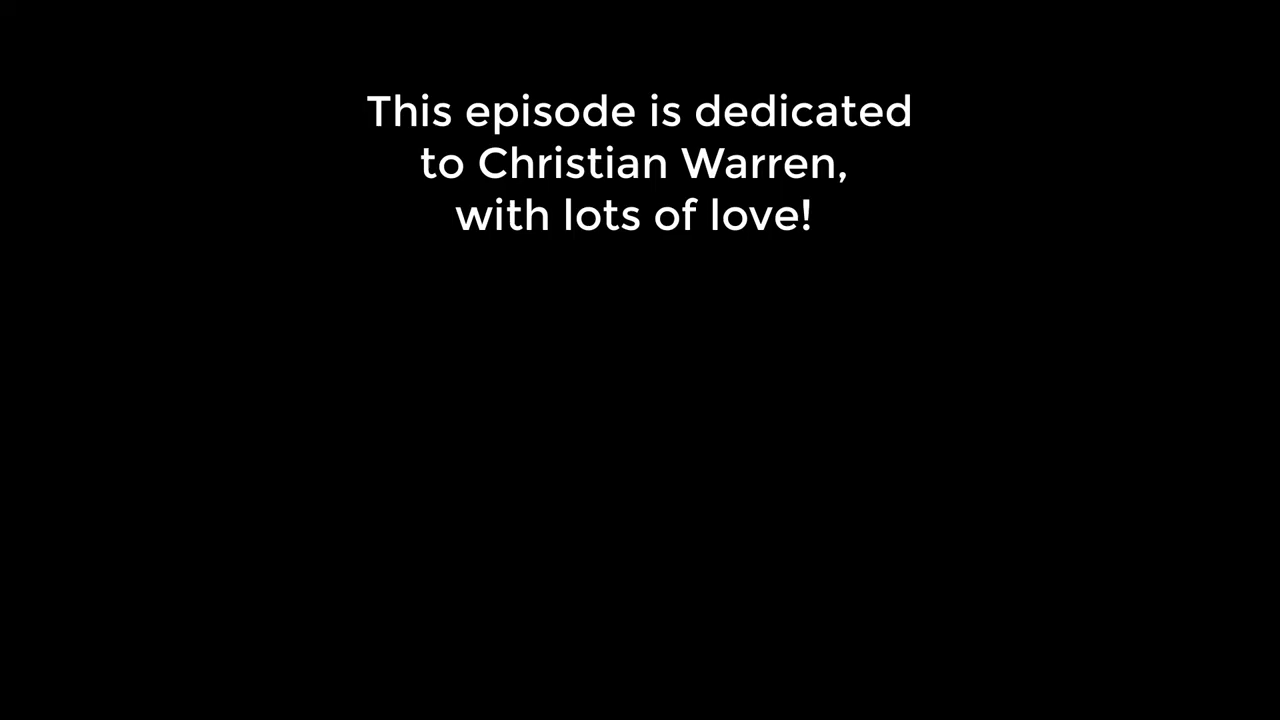 This episode is dedicated
to Christian Warren,
with lots of love!